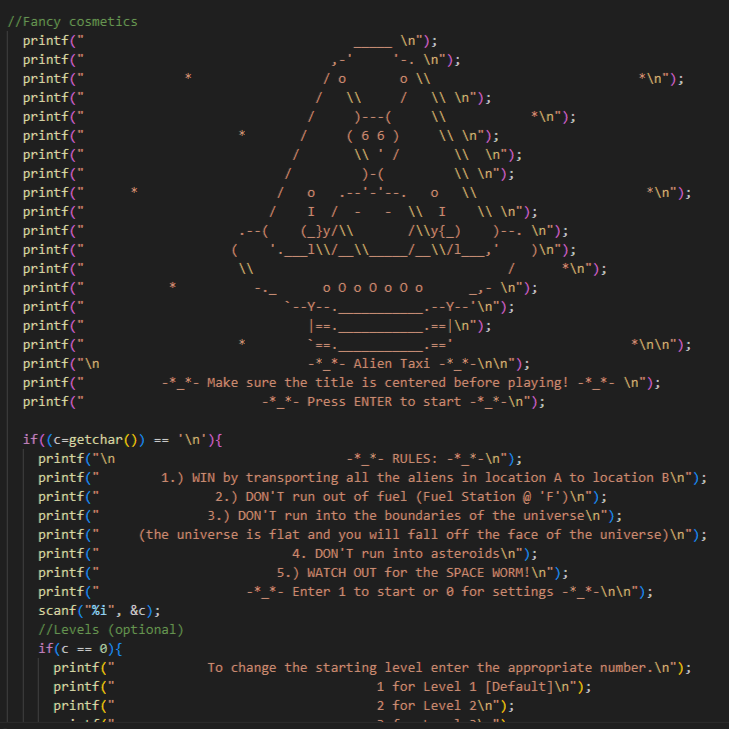 //Fancy cosmetics
  printf("                                    _____ \n");
  printf("                                 ,-'     '-. \n");
  printf("             *                 / o       o \\                           *\n");
  printf("                              /   \\     /   \\ \n");
  printf("                             /     )---(     \\           *\n");
  printf("                    *       /     ( 6 6 )     \\ \n");
  printf("                           /       \\ ' /       \\  \n");
  printf("                          /         )-(         \\ \n");
  printf("      *                  /   o   .--'-'--.   o   \\                      *\n");
  printf("                        /    I  /  -   -  \\  I    \\ \n");
  printf("                    .--(    (_}y/\\       /\\y{_)    )--. \n");
  printf("                   (    '.___l\\/__\\_____/__\\/l___,'    )\n");
  printf("                    \\                                 /      *\n");
  printf("           *          -._      o O o O o O o      _,- \n");
  printf("                          `--Y--.___________.--Y--'\n");
  printf("                             |==.___________.==|\n");
  printf("                    *        `==.___________.=='                       *\n\n");
  printf("\n                           -*_*- Alien Taxi -*_*-\n\n");
  printf("          -*_*- Make sure the title is centered before playing! -*_*- \n");
  printf("                       -*_*- Press ENTER to start -*_*-\n");
  if((c=getchar()) == '\n'){
    printf("\n                              -*_*- RULES: -*_*-\n");
    printf("        1.) WIN by transporting all the aliens in location A to location B\n");
    printf("               2.) DON'T run out of fuel (Fuel Station @ 'F')\n");
    printf("              3.) DON'T run into the boundaries of the universe\n");
    printf("     (the universe is flat and you will fall off the face of the universe)\n");
    printf("                         4. DON'T run into asteroids\n");
    printf("                       5.) WATCH OUT for the SPACE WORM!\n");
    printf("                   -*_*- Enter 1 to start or 0 for settings -*_*-\n\n");
    scanf("%i", &c);
    //Levels (optional)
    if(c == 0){
      printf("            To change the starting level enter the appropriate number.\n");
      printf("                                  1 for Level 1 [Default]\n");
      printf("                                  2 for Level 2\n");